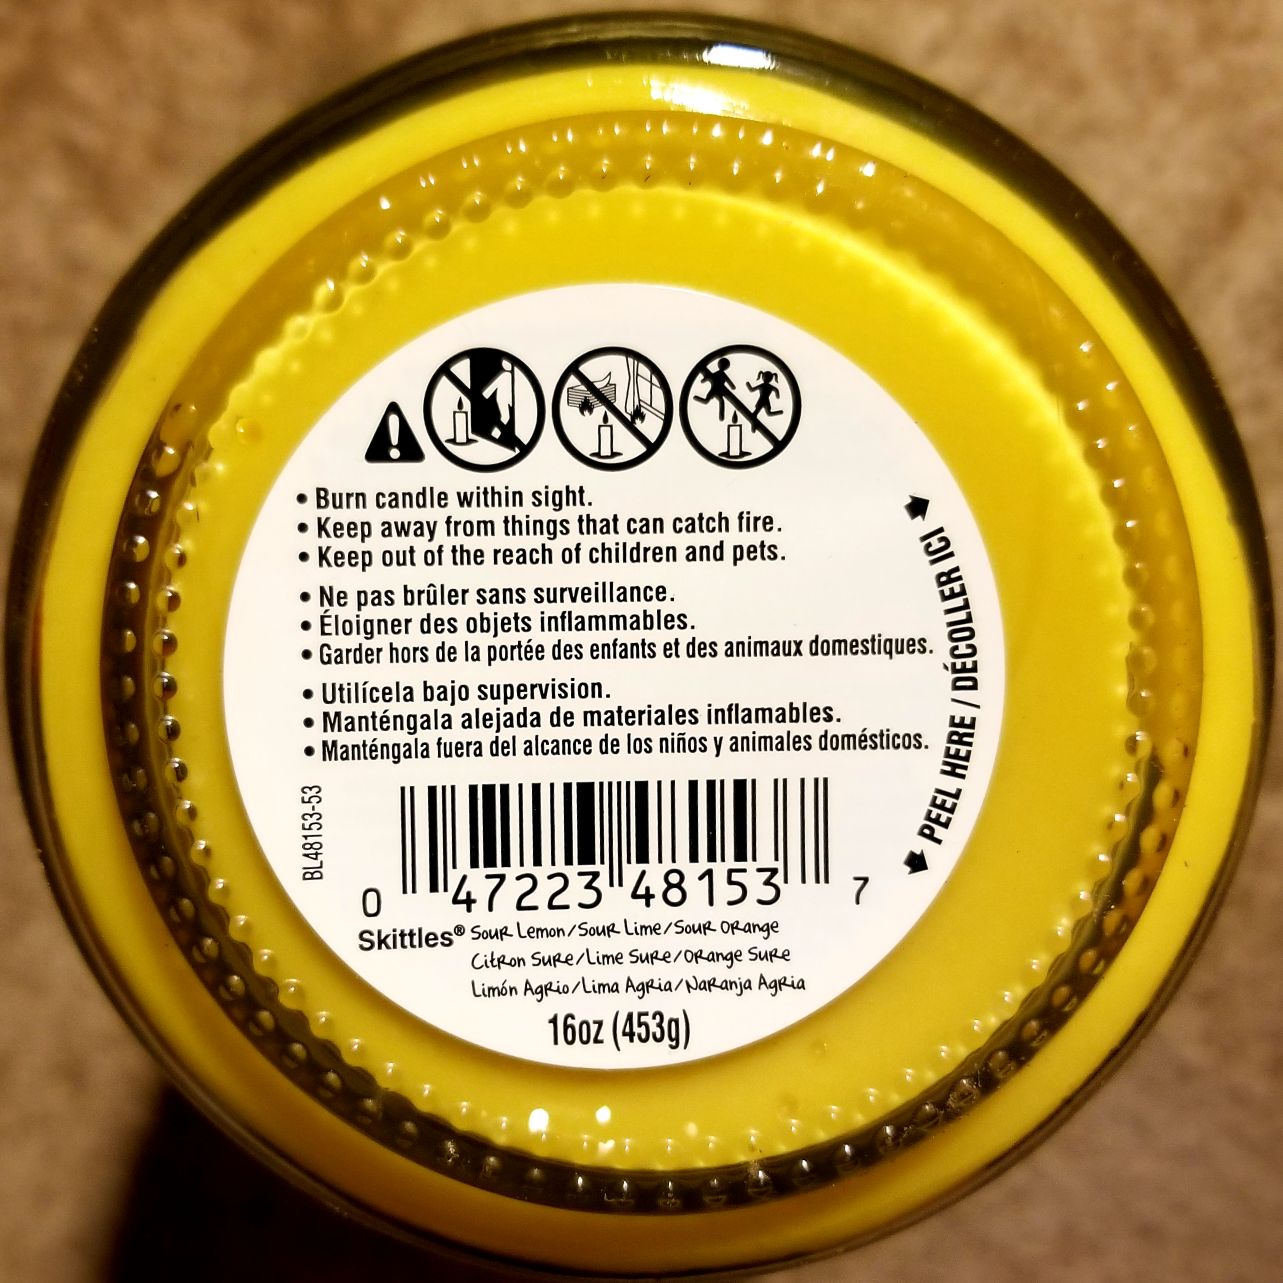 • Burn candle within sight.
• Keep away from things that can catch fire.
• Keep out of the reach of children and pets.
• Ne pas brûler sans surveillance.
• Éloigner des objets inflammables.
• Garder hors de la portée des enfants et des animaux domestiques.
• Utilícela bajo supervision.
• Manténgala alejada de materiales inflamables.
• Manténgala fuera del alcance de los niños y animales domésticos.
PEEL HERE / DÉCOLLER ICI
BL48153-53
0 47223 48153 7
Skittles® Sour Lemon/Sour Lime/Sour Orange
Citron Sure/Lime Sure/Orange Sure
Limón Agrio/Lima Agria/Naranja Agria
16oz (453g)